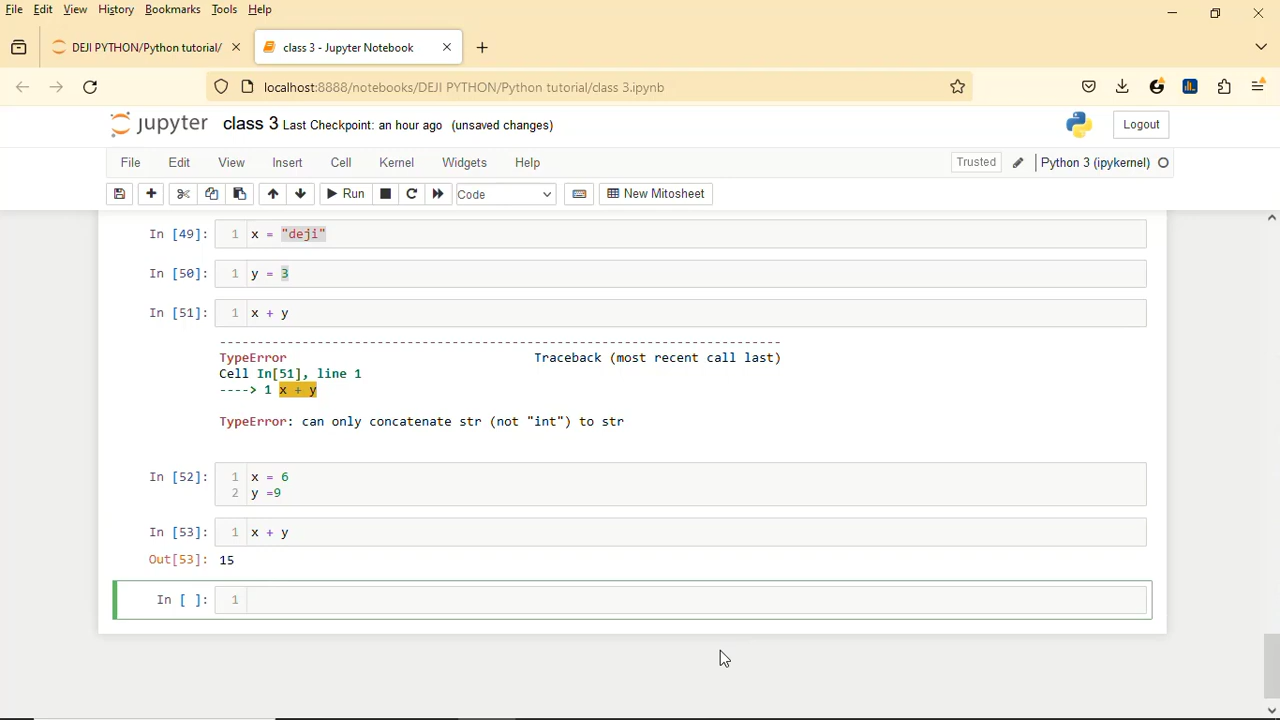 File Edit View History Bookmarks Tools Help
DEJI PYTHON/Python tutorial/
class 3 - Jupyter Notebook
localhost:8888/notebooks/DEJI PYTHON/Python tutorial/class 3.ipynb
jupyter class 3 Last Checkpoint: an hour ago (unsaved changes)
Logout
File Edit View Insert Cell Kernel Widgets Help
Trusted
Python 3 (ipykernel)
Run
Code
New Mitosheet
In [49]: 1 x = "deji"
In [50]: 1 y = 3
In [51]: 1 x + y
---------------------------------------------------------------------------
TypeError Traceback (most recent call last)
Cell In[51], line 1
----> 1 x + y
TypeError: can only concatenate str (not "int") to str
In [52]: 1 x = 6
2 y =9
In [53]: 1 x + y
Out[53]: 15
In [ ]: 1